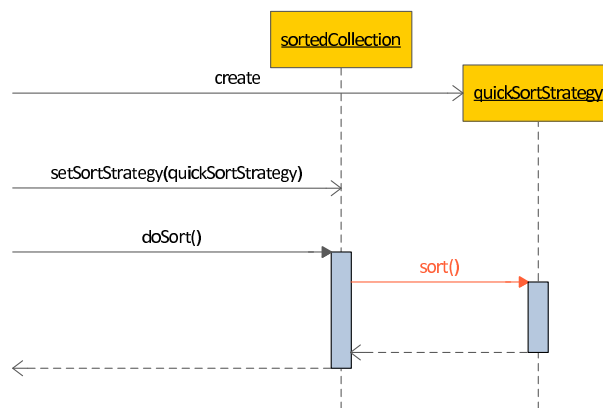 sortedCollection
create
quickSortStrategy
setSortStrategy(quickSortStrategy)
doSort()
sort()